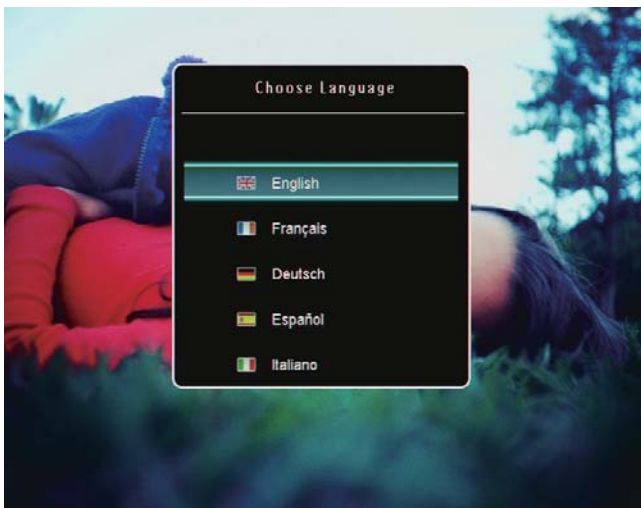 Choose Language
English
Français
Deutsch
Español
Italiano